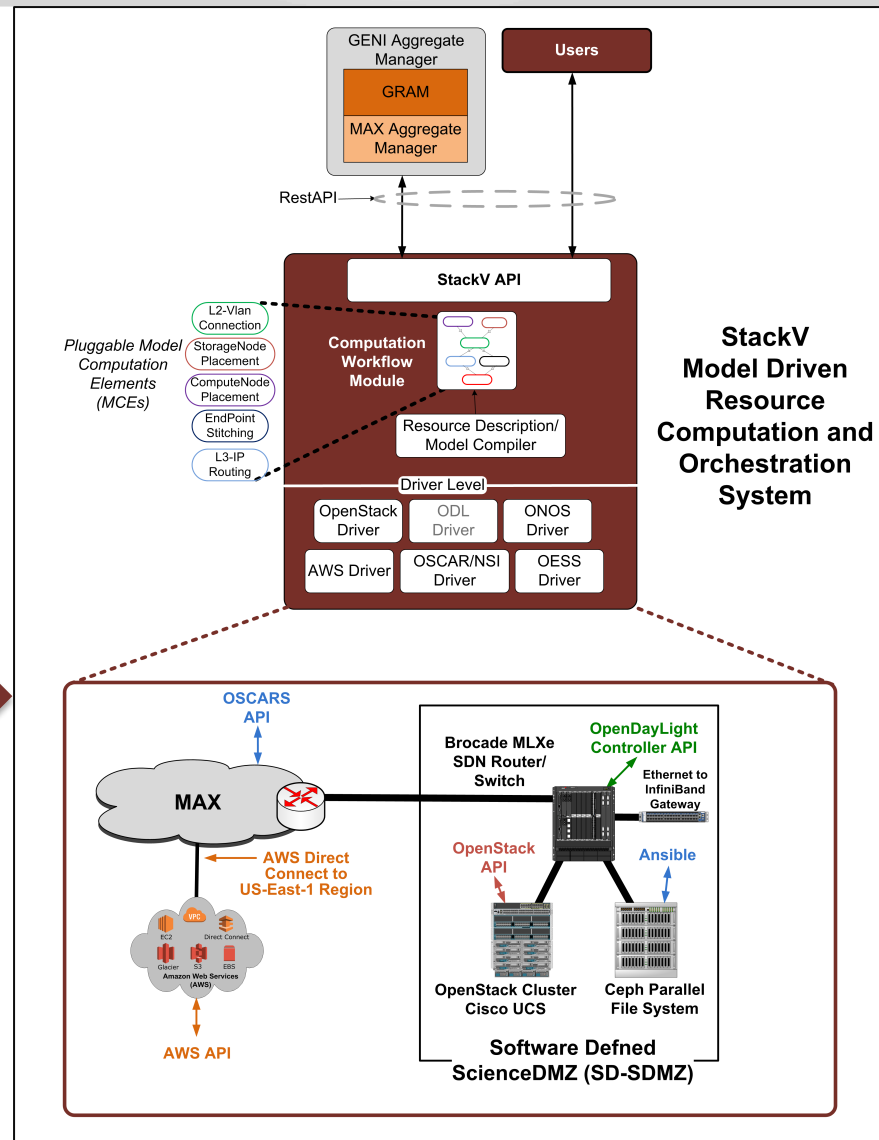 GENI Aggregate
Manager
GRAM
MAX Aggregate
Manager
Users
RestAPI
StackV API
L2-Vlan
Connection
StorageNode
Placement
ComputeNode
Placement
EndPoint
Stitching
L3-IP
Routing
Pluggable Model
Computation
Elements
(MCEs)
Computation
Workflow
Module
Resource Description/
Model Compiler
StackV
Model Driven
Resource
Computation and
Orchestration
System
Driver Level
OpenStack
Driver
ODL
Driver
ONOS
Driver
AWS Driver
OSCAR/NSI
Driver
OESS
Driver
OSCARS
API
MAX
Brocade MLXe
SDN Router/
Switch
OpenDayLight
Controller API
Ethernet to
InfiniBand
Gateway
AWS Direct
Connect to
US-East-1 Region
OpenStack
API
Ansible
VPC
EC2
Direct Connect
Glacier
S3
EBS
Amazon Web Services
(AWS)
AWS API
OpenStack Cluster
Cisco UCS
Ceph Parallel
File System
Software Defned
ScienceDMZ (SD-SDMZ)